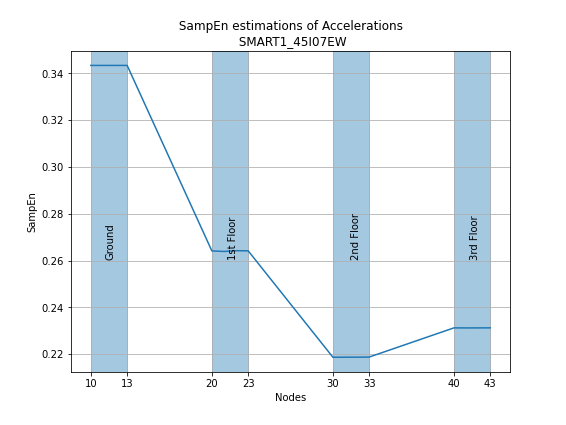 SampEn estimations of Accelerations
SMART1_45I07EW
0.34
0.32
0.30
0.28
0.26
0.24
0.22
SampEn
Ground
1st Floor
2nd Floor
3rd Floor
10 13 20 23 30 33 40 43
Nodes